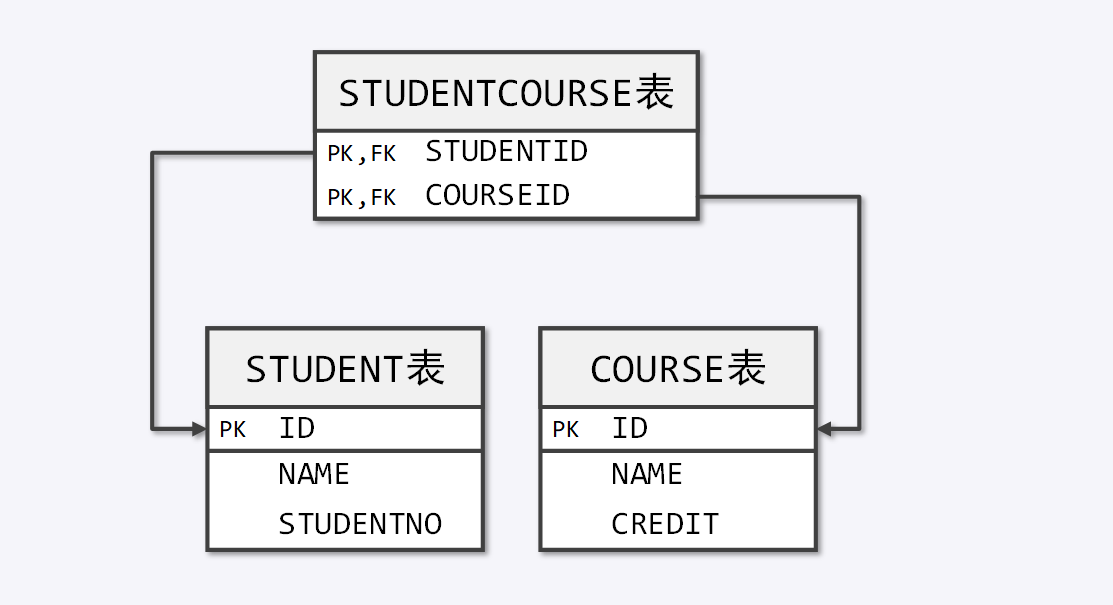 STUDENTCOURSE表
PK,FK STUDENTID
PK,FK COURSEID
STUDENT表
PK ID
NAME
STUDENTNO
COURSE表
PK ID
NAME
CREDIT